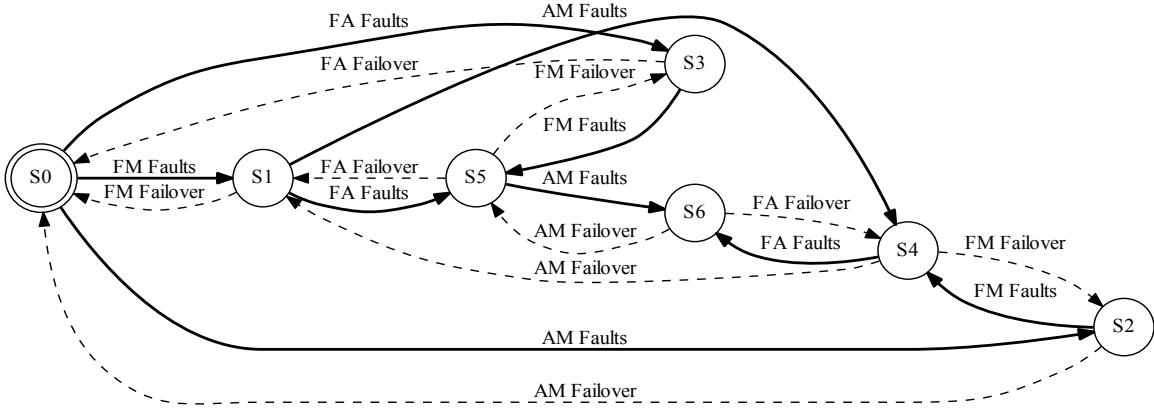 AM Faults
FA Faults
FA Failover
FM Failover
S3
FM Faults
FM Faults
FA Failover
AM Faults
S0
S1
S5
FM Failover
FA Faults
S6
FA Failover
AM Failover
FA Faults
S4
FM Failover
AM Failover
FM Faults
S2
AM Faults
AM Failover